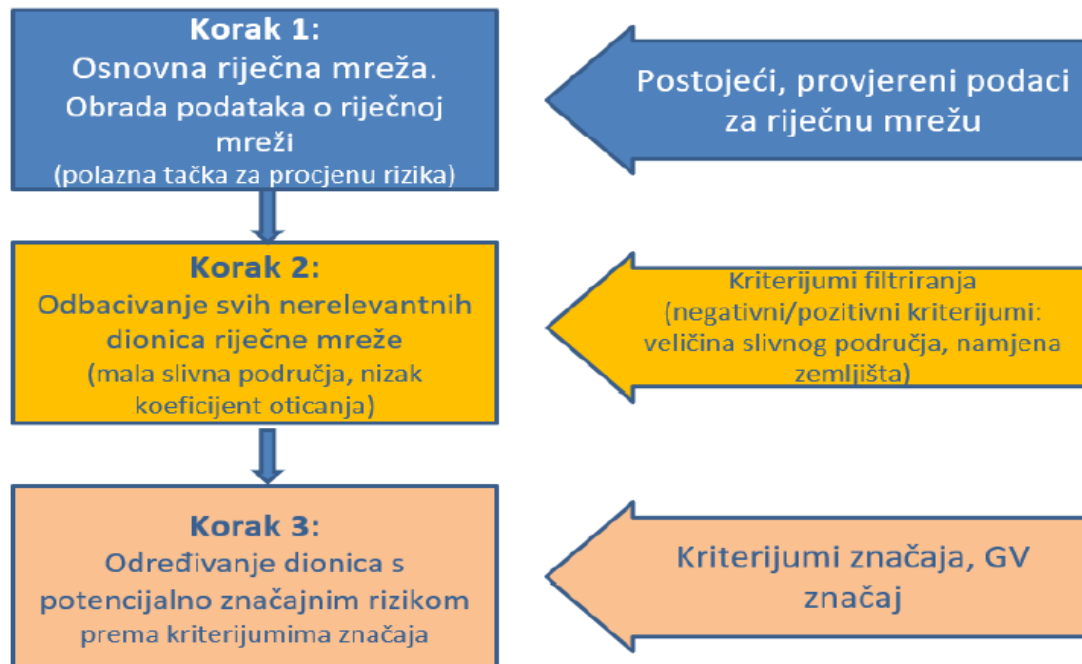 Korak 1:
Osnovna riječna mreža.
Obrada podataka o riječnoj
mreži
(polazna tačka za procjenu rizika)
Postojeći, provjereni podaci
za riječnu mrežu
Korak 2:
Odbacivanje svih nerelevantnih
dionica riječne mreže
(mala slivna područja, nizak
koeficijent oticanja)
Kriterijumi filtriranja
(negativni/pozitivni kriterijumi:
veličina slivnog područja, namjena
zemljišta)
Korak 3:
Određivanje dionica s
potencijalno značajnim rizikom
prema kriterijumima značaja
Kriterijumi značaja, GV
značaj